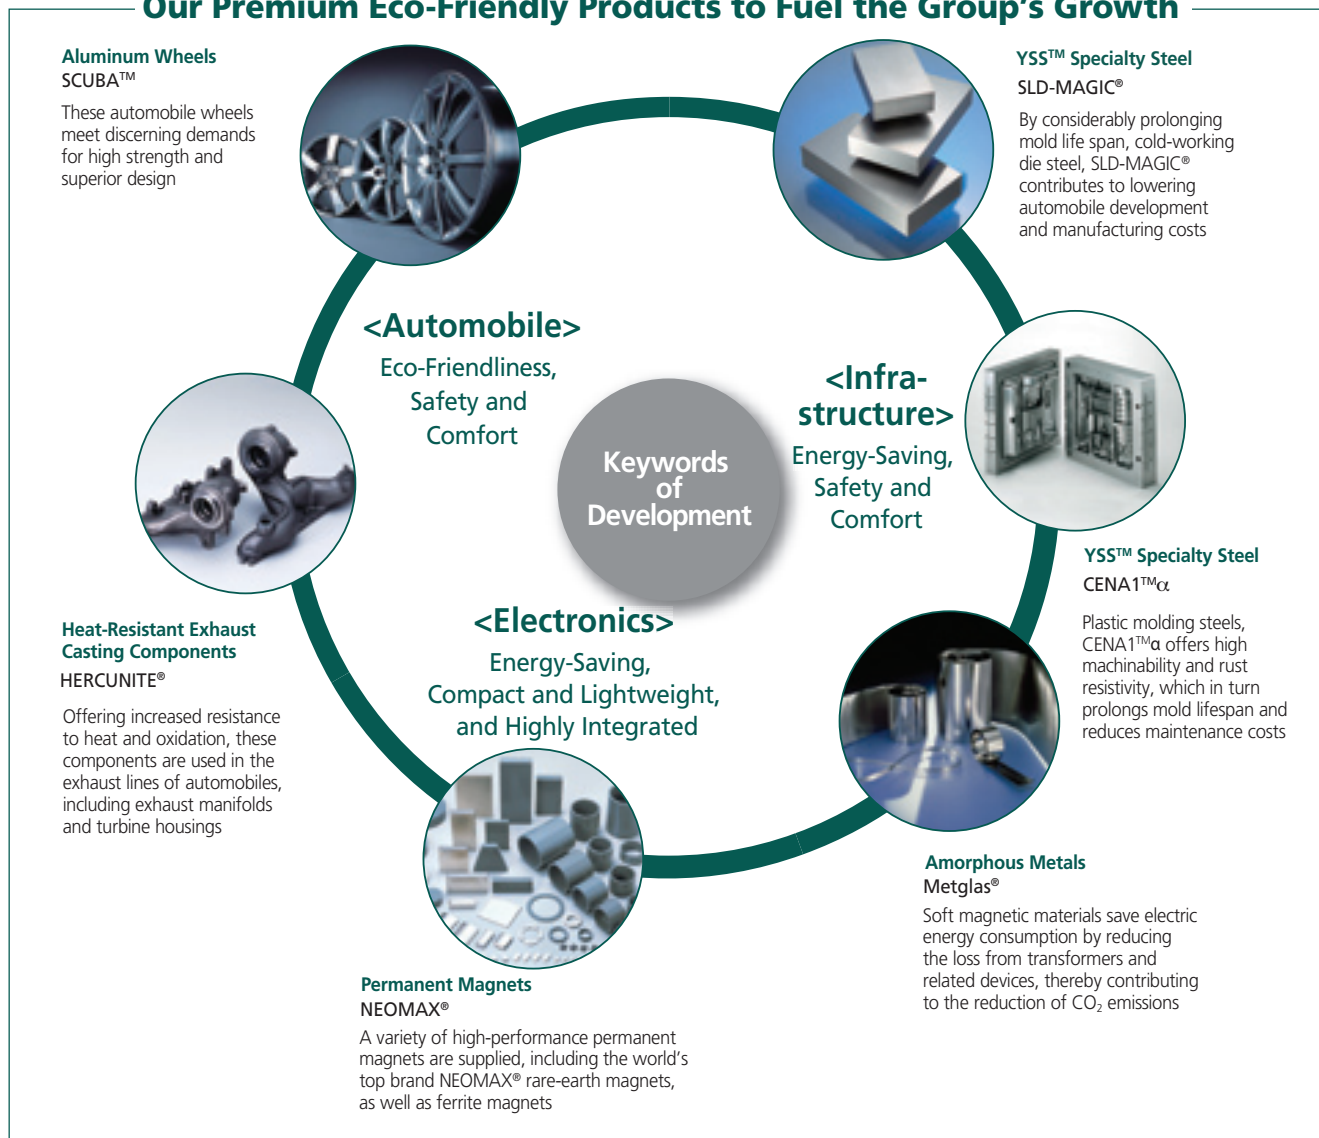 Our Premium Eco-Friendly Products to Fuel the Group's Growth
Aluminum Wheels
SCUBA™
These automobile wheels
meet discerning demands
for high strength and
superior design
YSS™ Specialty Steel
SLD-MAGIC®
By considerably prolonging
mold life span, cold-working
die steel, SLD-MAGIC®
contributes to lowering
automobile development
and manufacturing costs
<Automobile>
Eco-Friendliness,
Safety and
Comfort
<Infra-
structure>
Energy-Saving,
Safety and
Comfort
Keywords
of
Development
<Electronics>
Energy-Saving,
Compact and Lightweight,
and Highly Integrated
YSS™ Specialty Steel
CENA1™α
Plastic molding steels,
CENA1™α offers high
machinability and rust
resistivity, which in turn
prolongs mold lifespan and
reduces maintenance costs
Heat-Resistant Exhaust
Casting Components
HERCUNITE®
Offering increased resistance
to heat and oxidation, these
components are used in the
exhaust lines of automobiles,
including exhaust manifolds
and turbine housings
Amorphous Metals
Metglas®
Soft magnetic materials save electric
energy consumption by reducing
the loss from transformers and
related devices, thereby contributing
to the reduction of CO₂ emissions
Permanent Magnets
NEOMAX®
A variety of high-performance permanent
magnets are supplied, including the world's
top brand NEOMAX® rare-earth magnets,
as well as ferrite magnets